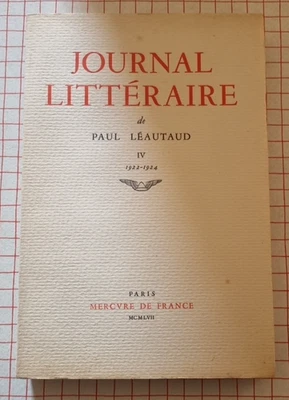 JOURNAL
LITTÉRAIRE
de
PAUL LÉAUTAUD
IV
1922-1924
PARIS
MERCVRE DE FRANCE
MCMLVII